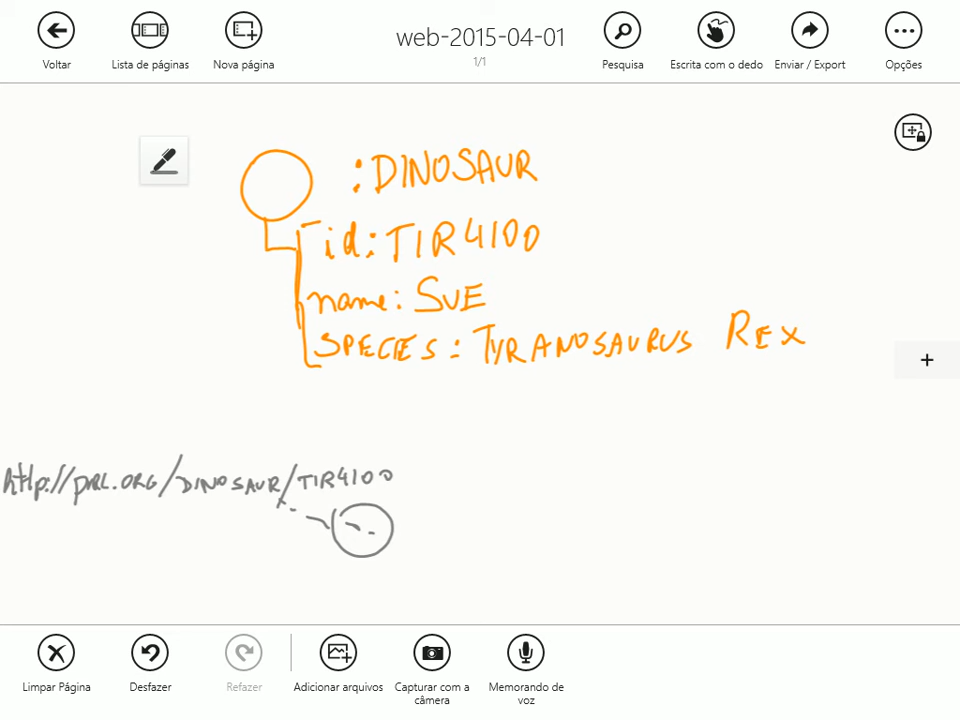 web-2015-04-01
1/1
Voltar
Lista de páginas
Nova página
Pesquisa
Escrita com o dedo
Enviar / Export
Opções
:DINOSAUR
id: TIR4100
name: SUE
SPECIES: TYRANOSAURUS REX
http://purl.org/DINOSAUR/TIR4100
Limpar Página
Desfazer
Refazer
Adicionar arquivos
Capturar com a câmera
Memorando de voz